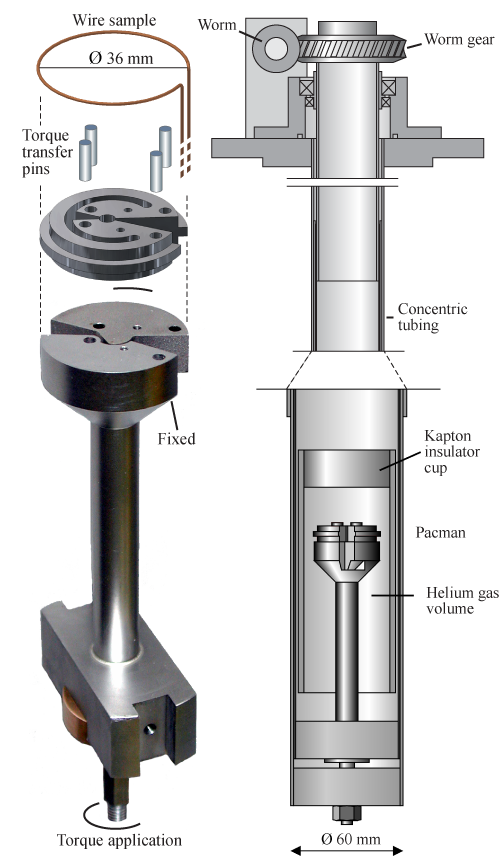 Wire sample
Ø 36 mm
Torque
transfer
pins
Fixed
Torque application
Worm
Worm gear
Concentric
tubing
Kapton
insulator
cup
Pacman
Helium gas
volume
Ø 60 mm